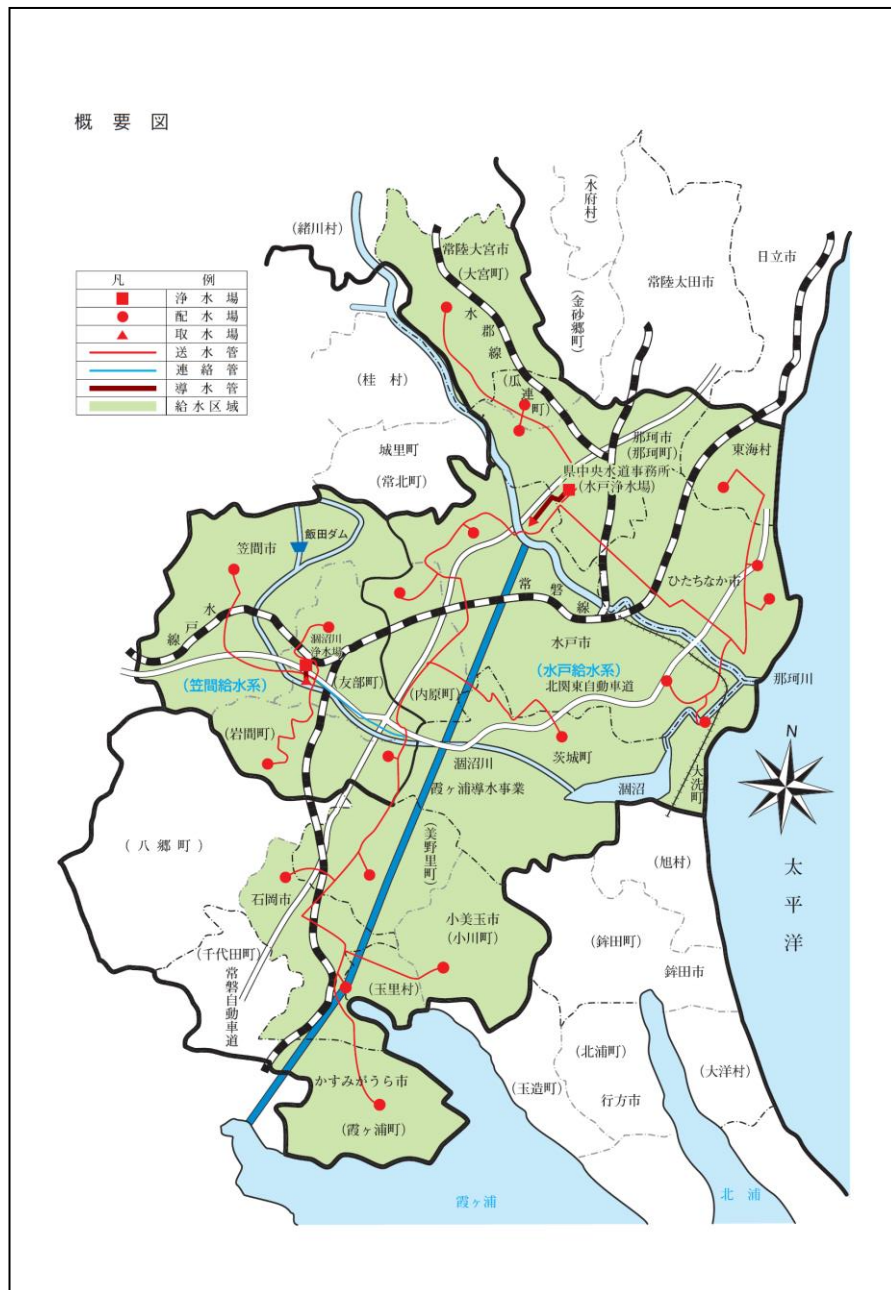 概要図
凡例
浄水場
配水場
取水場
送水管
連絡管
導水管
給水区域
(緒川村)
常陸大宮市
(大宮町)
(水府村)
(金砂郷町)
常陸太田市
日立市
水郡線
(桂村)
(瓜連町)
城里町
(常北町)
那珂市
(那珂町)
東海村
県中央水道事務所
(水戸浄水場)
飯田ダム
笠間市
ひたちなか市
水戸線
常磐線
涸沼川
浄水場
水戸市
(水戸給水系)
北関東自動車道
那珂川
(笠間給水系)
(友部町)
(内原町)
(岩間町)
茨城町
涸沼川
涸沼
大洗町
霞ヶ浦導水事業
N
太平洋
(八郷町)
(美野里町)
(旭村)
石岡市
小美玉市
(小川町)
(鉾田町)
鉾田市
(千代田町)
常磐自動車道
(玉里村)
(北浦町)
(大洋村)
(玉造町)
行方市
かすみがうら市
(霞ヶ浦町)
霞ヶ浦
北浦